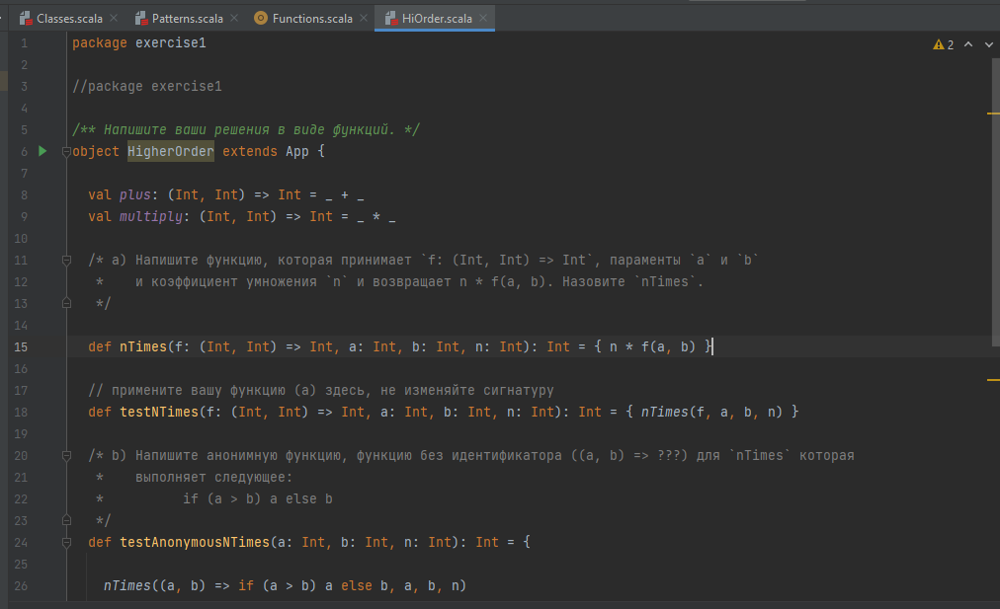 Classes.scala Patterns.scala Functions.scala HiOrder.scala
1 package exercise1 2
2
3 //package exercise1
4
5 /** Напишите ваши решения в виде функций. */
6 object HigherOrder extends App {
7
8 val plus: (Int, Int) => Int = _ + _
9 val multiply: (Int, Int) => Int = _ * _
10
11 /* a) Напишите функцию, которая принимает `f: (Int, Int) => Int`, параменты `a` и `b`
12 * и коэффициент умножения `n` и возвращает n * f(a, b). Назовите `nTimes`.
13 */
14
15 def nTimes(f: (Int, Int) => Int, a: Int, b: Int, n: Int): Int = { n * f(a, b) }
16
17 // примените вашу функцию (a) здесь, не изменяйте сигнатуру
18 def testNTimes(f: (Int, Int) => Int, a: Int, b: Int, n: Int): Int = { nTimes(f, a, b, n) }
19
20 /* b) Напишите анонимную функцию, функцию без идентификатора ((a, b) => ???) для `nTimes` которая
21 * выполняет следующее:
22 * if (a > b) a else b
23 */
24 def testAnonymousNTimes(a: Int, b: Int, n: Int): Int = {
25
26 nTimes((a, b) => if (a > b) a else b, a, b, n)